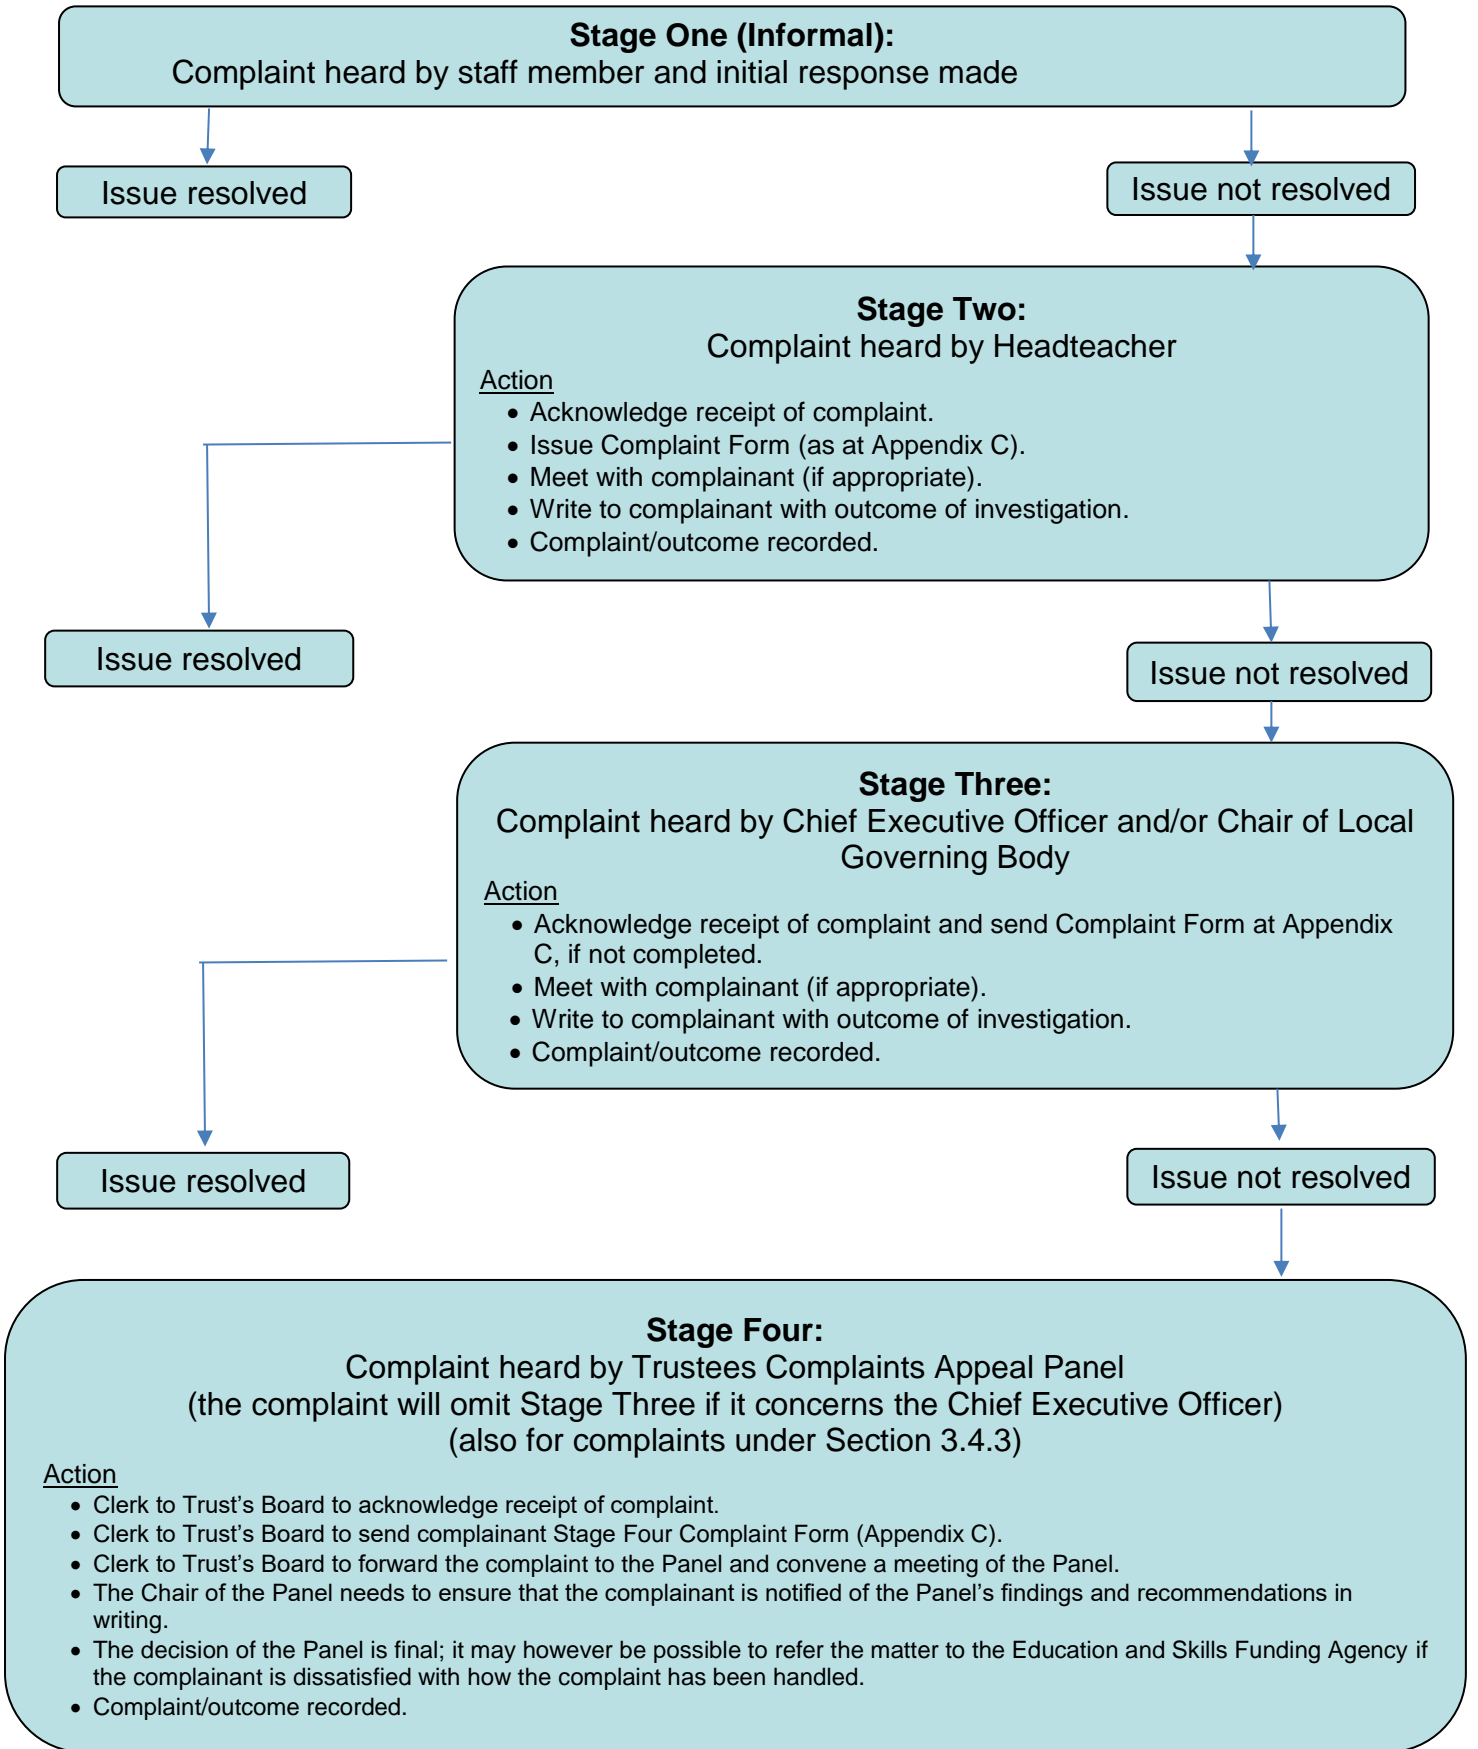 Stage One (Informal):
Complaint heard by staff member and initial response made
Issue resolved
Issue not resolved
Stage Two:
Complaint heard by Headteacher
Action
• Acknowledge receipt of complaint.
• Issue Complaint Form (as at Appendix C).
• Meet with complainant (if appropriate).
• Write to complainant with outcome of investigation.
• Complaint/outcome recorded.
Issue resolved
Issue not resolved
Stage Three:
Complaint heard by Chief Executive Officer and/or Chair of Local
Governing Body
Action
• Acknowledge receipt of complaint and send Complaint Form at Appendix
C, if not completed.
• Meet with complainant (if appropriate).
• Write to complainant with outcome of investigation.
• Complaint/outcome recorded.
Issue resolved
Issue not resolved
Stage Four:
Complaint heard by Trustees Complaints Appeal Panel
(the complaint will omit Stage Three if it concerns the Chief Executive Officer)
(also for complaints under Section 3.4.3)
Action
• Clerk to Trust’s Board to acknowledge receipt of complaint.
• Clerk to Trust’s Board to send complainant Stage Four Complaint Form (Appendix C).
• Clerk to Trust’s Board to forward the complaint to the Panel and convene a meeting of the Panel.
• The Chair of the Panel needs to ensure that the complainant is notified of the Panel’s findings and recommendations in
writing.
• The decision of the Panel is final; it may however be possible to refer the matter to the Education and Skills Funding Agency if
the complainant is dissatisfied with how the complaint has been handled.
• Complaint/outcome recorded.